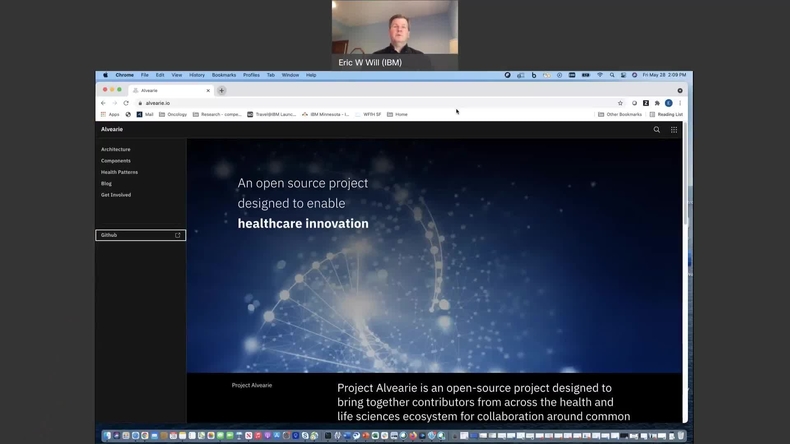 Eric W Will (IBM)
Chrome File Edit View History Bookmarks Profiles Tab Window Help
Fri May 28 2:08 PM
Alvearie
alvearie.io
Apps Mail Oncology Research - compe... Travel@IBM Launc... IBM Minnesota - I... WFIH SF Home Other Bookmarks Reading List
Alvearie
Architecture
Components
Health Patterns
Blog
Get Involved
Github
An open source project
designed to enable
healthcare innovation
Project Alvearie
Project Alvearie is an open-source project designed to
bring together contributors from across the health and
life sciences ecosystem for collaboration around common